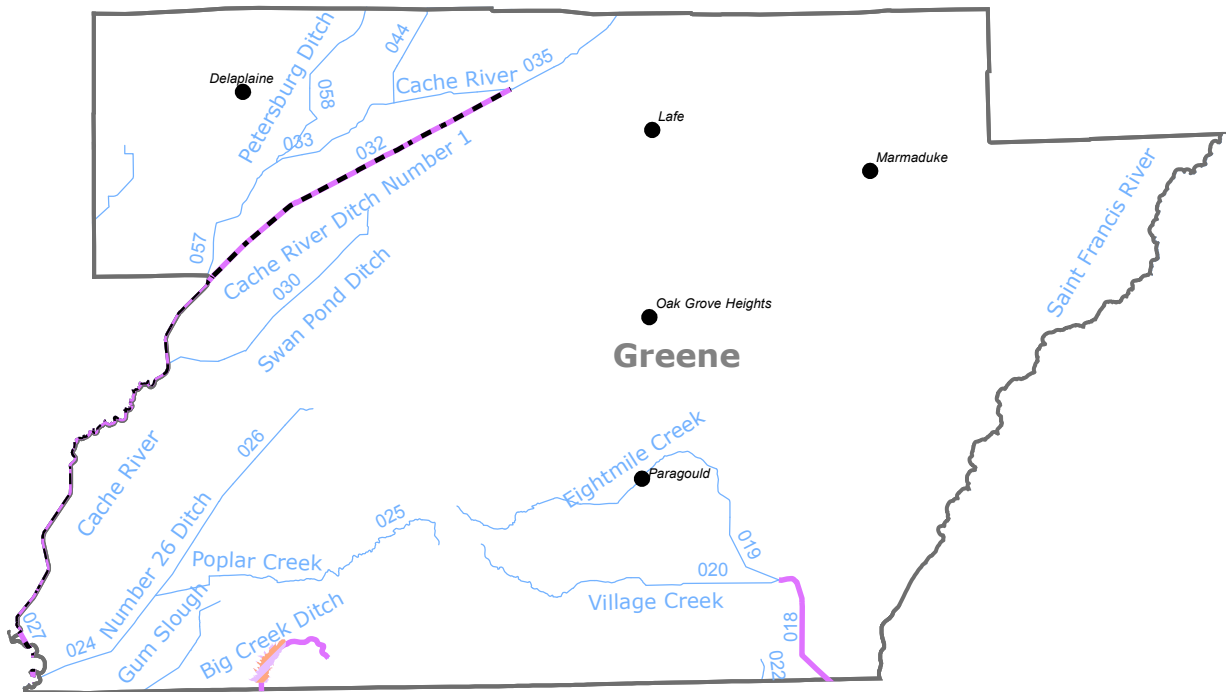 Petersburg Ditch
044
035
Delaplaine
Cache River
058
Lafe
033
032
Marmaduke
Saint Francis River
057
Cache River Ditch Number 1
030
Swan Pond Ditch
Oak Grove Heights
Greene
026
Eightmile Creek
Cache River
Paragould
025
Number 26 Ditch
019
Poplar Creek
020
Village Creek
Gum Slough
Big Creek Ditch
018
027
024
022